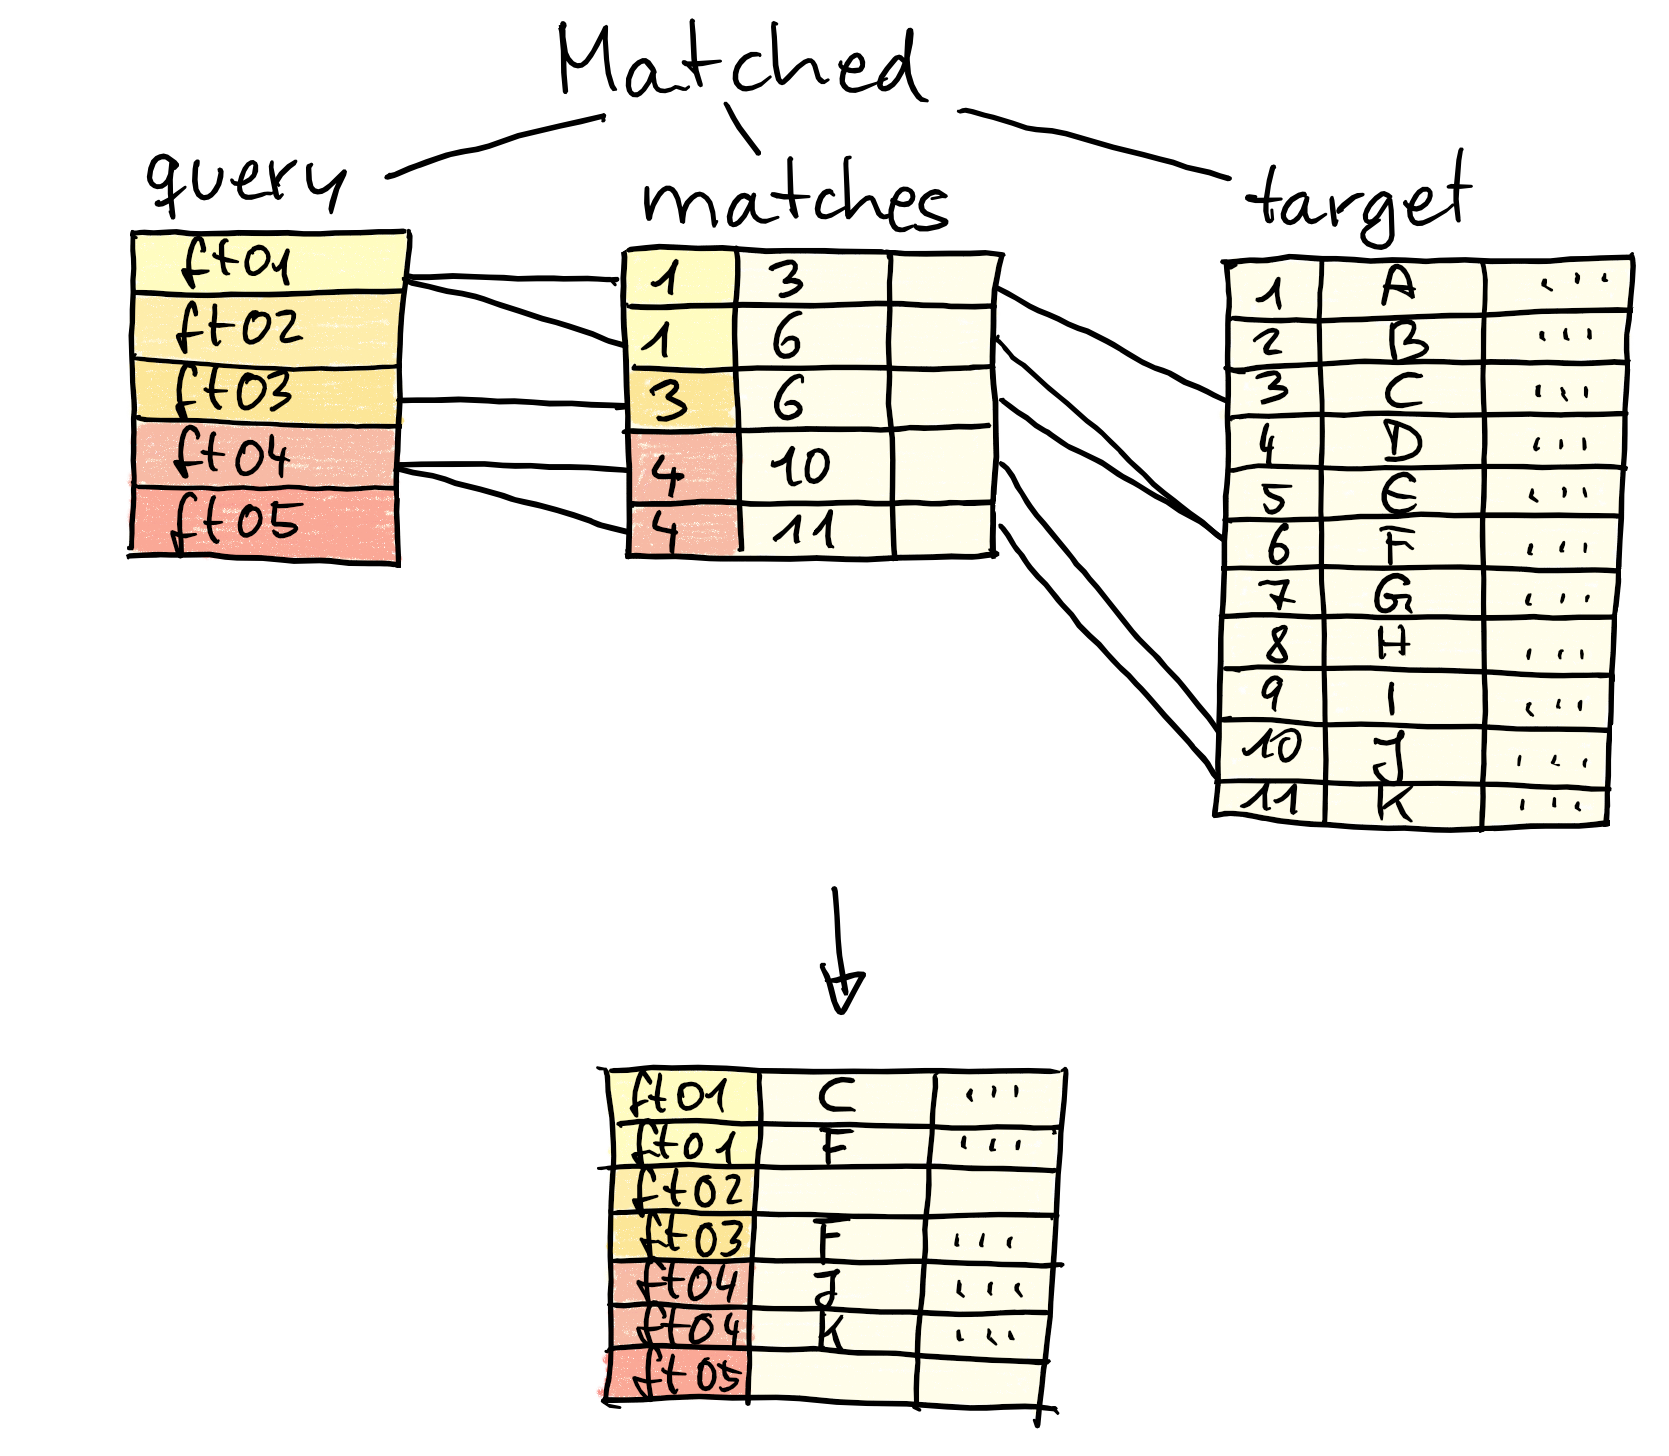 Matched
query
matches
target
ft01
ft02
ft03
ft04
ft05
1 3
1 6
3 6
4 10
4 11
1 A ...
2 B ...
3 C ...
4 D ...
5 E ...
6 F ...
7 G ...
8 H ...
9 I ...
10 J ...
11 K ...
ft01 C ...
ft01 F ...
ft02
ft03 F ...
ft04 J ...
ft04 K ...
ft05